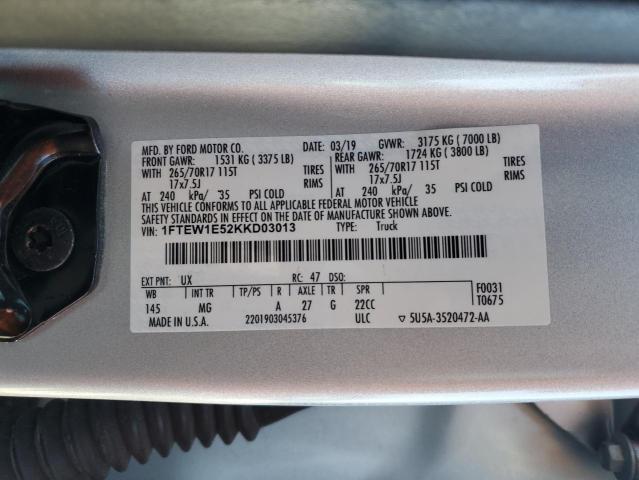 MFD. BY FORD MOTOR CO. DATE: 03/19 GVWR: 3175 KG ( 7000 LB)
FRONT GAWR: 1531 KG ( 3375 LB) REAR GAWR: 1724 KG ( 3800 LB)
WITH 265/70R17 115T TIRES WITH 265/70R17 115T TIRES
17x7.5J RIMS 17x7.5J RIMS
AT 240 kPa/ 35 PSI COLD AT 240 kPa/ 35 PSI COLD
THIS VEHICLE CONFORMS TO ALL APPLICABLE FEDERAL MOTOR VEHICLE
SAFETY STANDARDS IN EFFECT ON THE DATE OF MANUFACTURE SHOWN ABOVE.
VIN: 1FTEW1E52KKD03013 TYPE: Truck
EXT PNT: UX RC: 47 DSO: F0031
WB INT TR TP/PS R AXLE TR SPR T0675
145 MG A 27 G 22CC
MADE IN U.S.A. 2201903045376 ULC ▽ 5U5A-3520472-AA